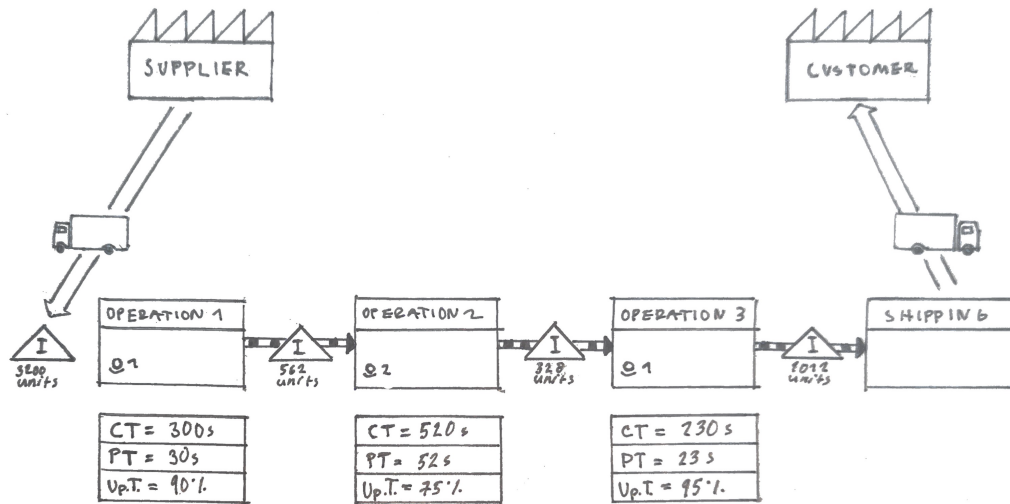 SUPPLIER
CUSTOMER
OPERATION 1
OPERATION 2
OPERATION 3
SHIPPING
I
I
I
I
1
2
1
3200
units
562
units
328
units
2022
units
CT = 300s
PT = 30s
Up.T. = 90%
CT = 520s
PT = 52s
Up.T. = 75%
CT = 230s
PT = 23s
Up.T. = 95%